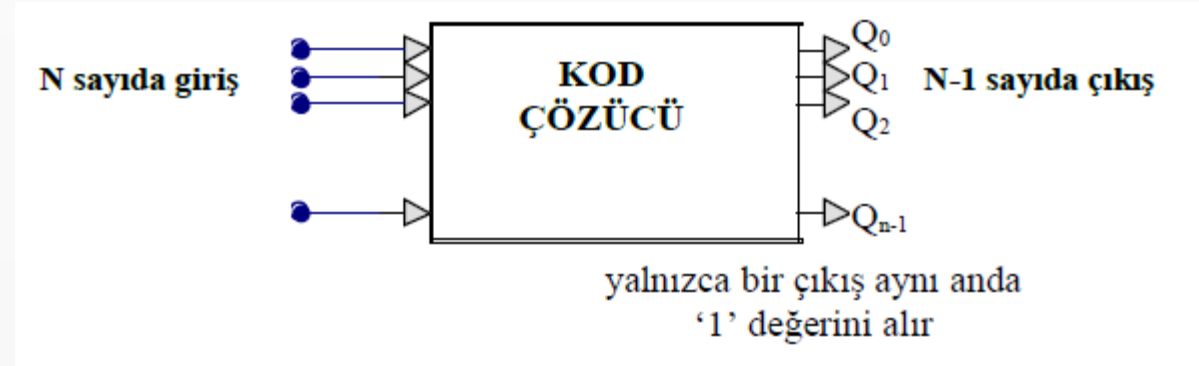 N sayıda giriş
KOD
ÇÖZÜCÜ
Q0
Q1
Q2
Qn-1
N-1 sayıda çıkış
yalnızca bir çıkış aynı anda
‘1’ değerini alır